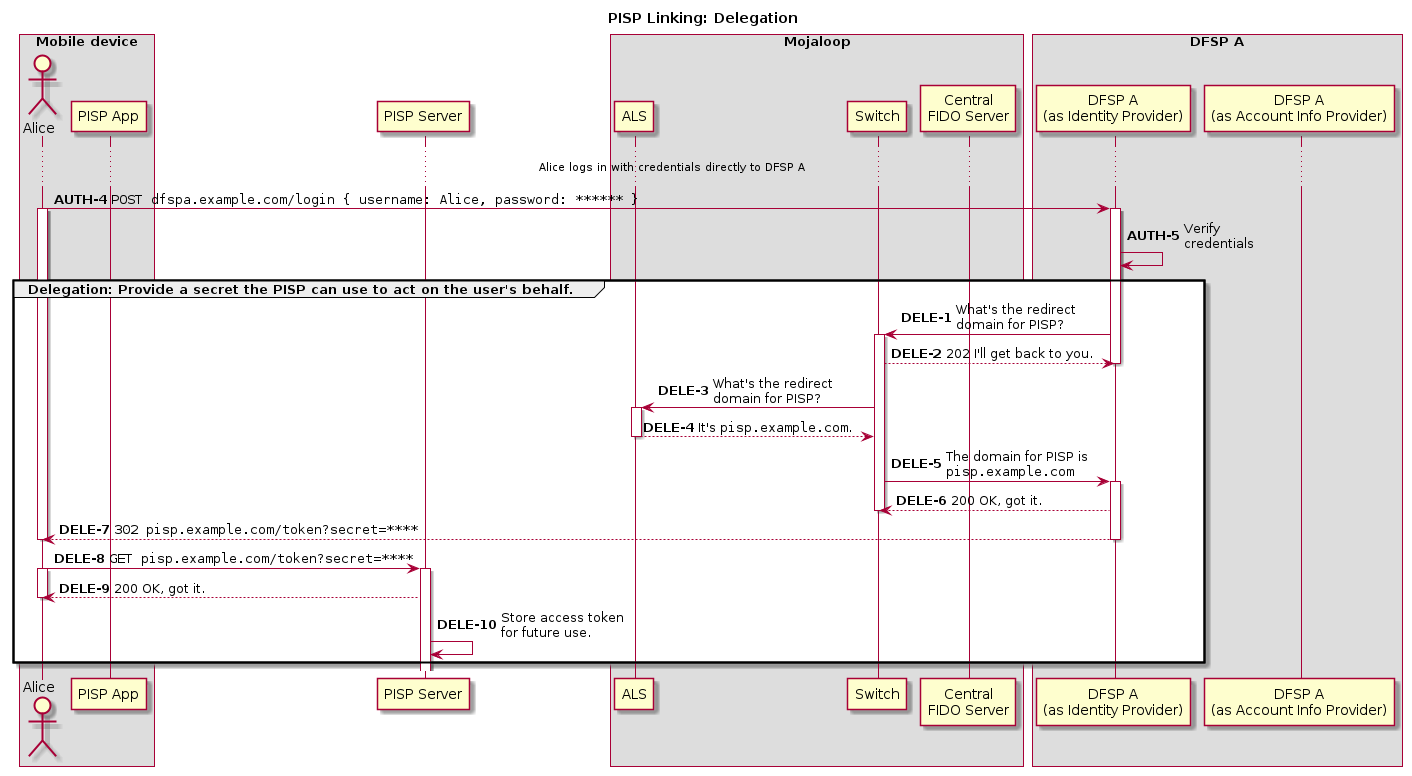 PISP Linking: Delegation
Mobile device
Mojaloop
DFSP A
Alice
PISP App
PISP Server
ALS
Switch
Central
FIDO Server
DFSP A
(as Identity Provider)
DFSP A
(as Account Info Provider)
Alice logs in with credentials directly to DFSP A
AUTH-4 POST dfspa.example.com/login { username: Alice, password: ****** }
AUTH-5 Verify
credentials
Delegation: Provide a secret the PISP can use to act on the user's behalf.
DELE-1 What's the redirect
domain for PISP?
DELE-2 202 I'll get back to you.
DELE-3 What's the redirect
domain for PISP?
DELE-4 It's pisp.example.com.
DELE-5 The domain for PISP is
pisp.example.com
DELE-6 200 OK, got it.
DELE-7 302 pisp.example.com/token?secret=****
DELE-8 GET pisp.example.com/token?secret=****
DELE-9 200 OK, got it.
DELE-10 Store access token
for future use.
Alice
PISP App
PISP Server
ALS
Switch
Central
FIDO Server
DFSP A
(as Identity Provider)
DFSP A
(as Account Info Provider)